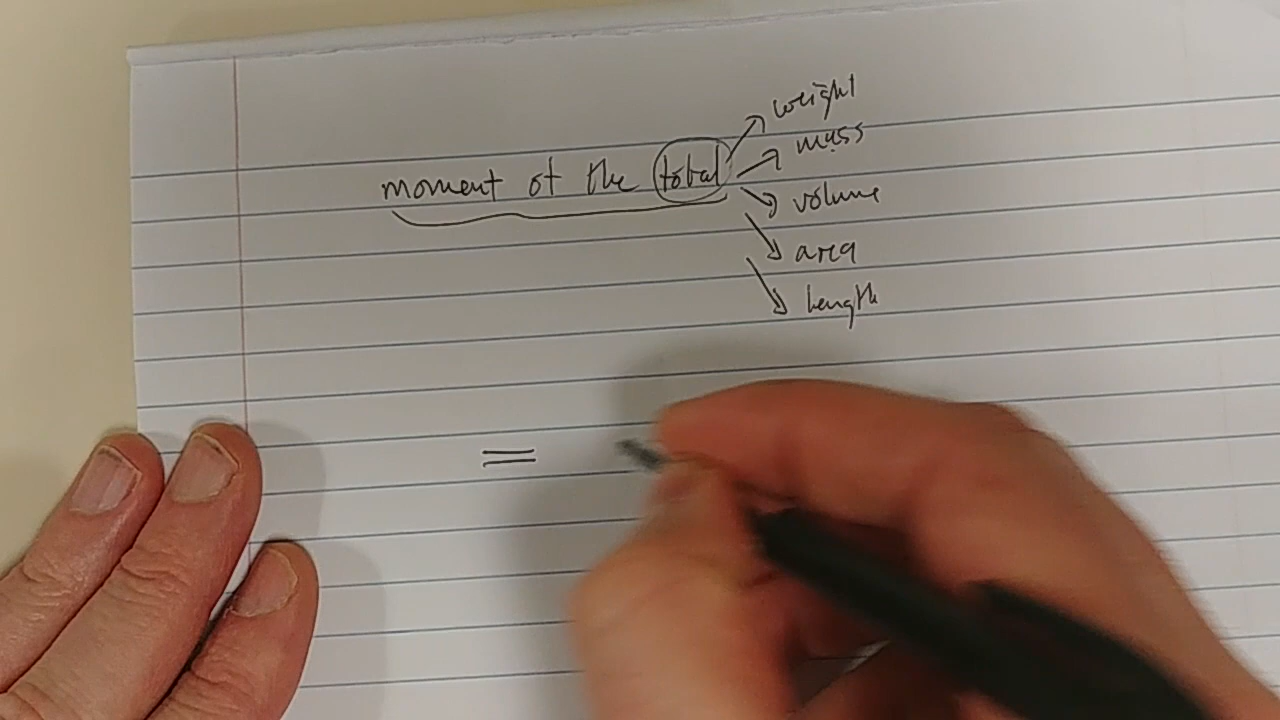 weight
mass
moment of the total
volume
area
length
=